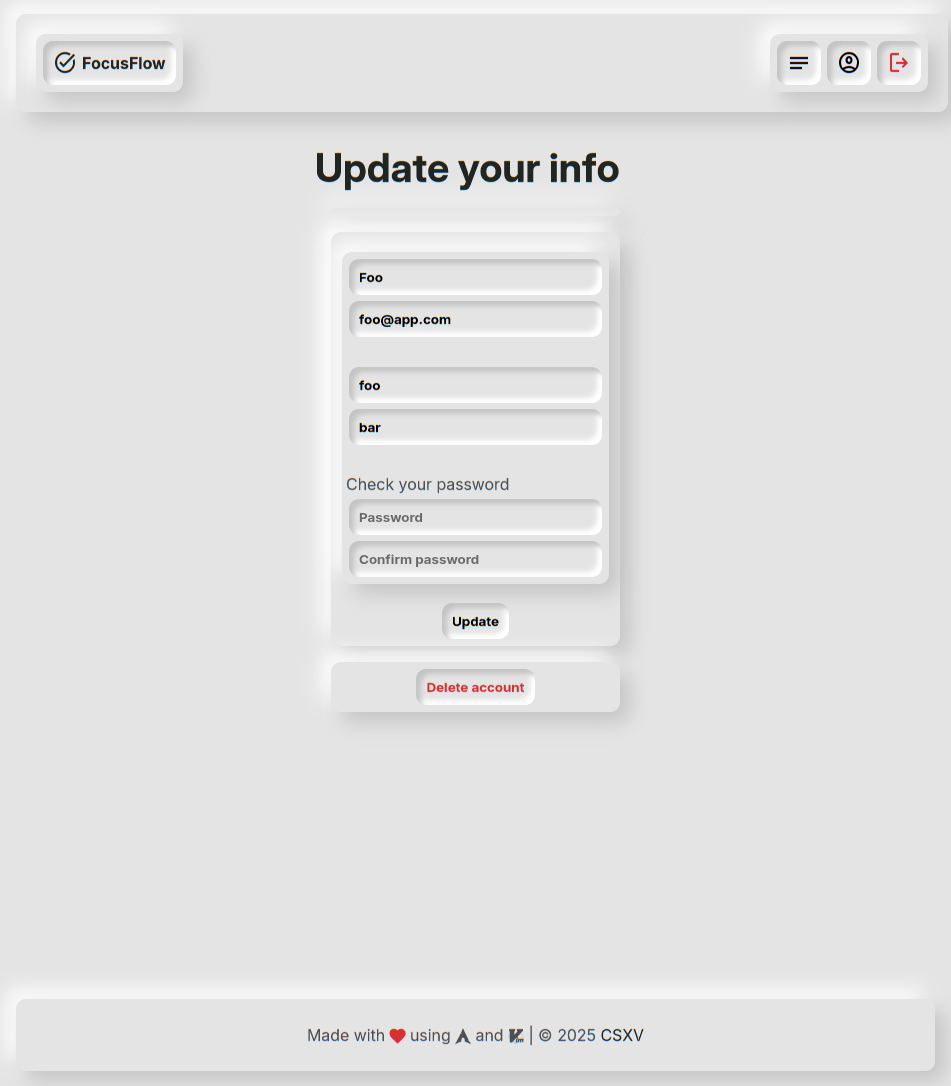 FocusFlow
Update your info
Foo
foo@app.com
foo
bar
Check your password
Password
Confirm password
Update
Delete account
Made with using and | © 2025 CSXV